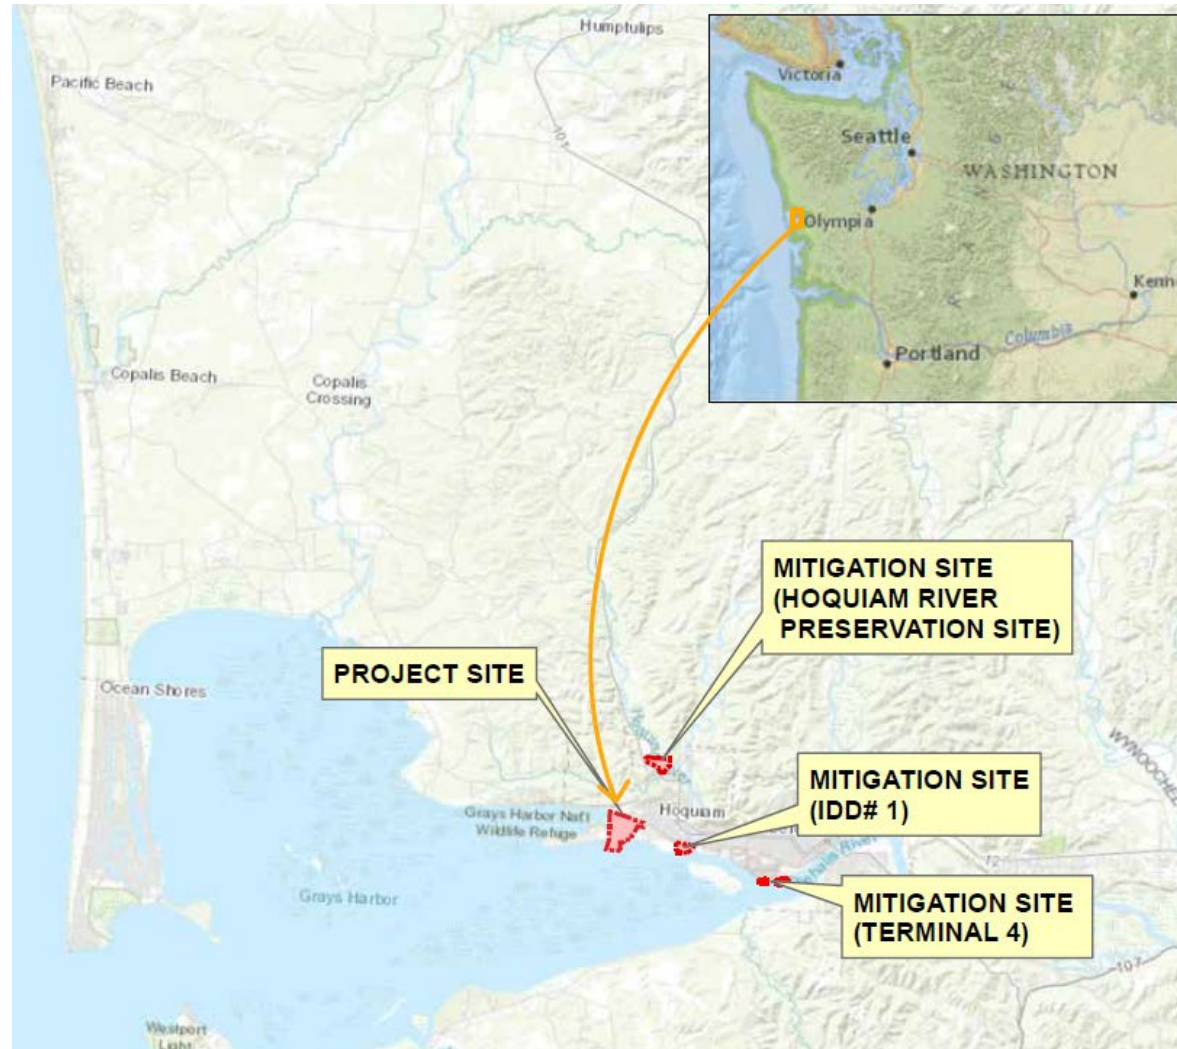 Humptulips
Pacific Beach
101
Victoria
Seattle
WASHINGTON
Olympia
Portland
Columbia
Copalis Beach
Copalis
Crossing
MITIGATION SITE
(HOQUIAM RIVER
PRESERVATION SITE)
PROJECT SITE
Ocean Shores
MITIGATION SITE
(IDD# 1)
Grays Harbor Nat'l
Wildlife Refuge
Hoquiam
River
12
Grays Harbor
MITIGATION SITE
(TERMINAL 4)
107
Westport
Light